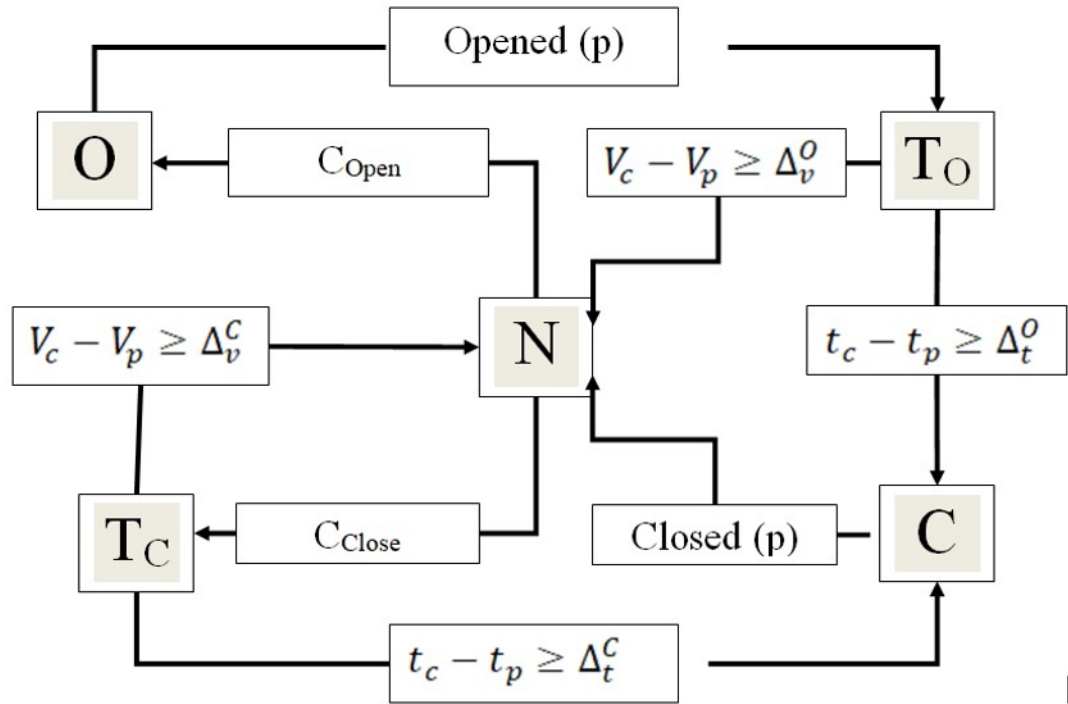 Opened (p)
O
C_Open
V_c − V_p ≥ Δ_v^O
T_O
V_c − V_p ≥ Δ_v^C
N
t_c − t_p ≥ Δ_t^O
T_C
C_Close
Closed (p)
C
t_c − t_p ≥ Δ_t^C